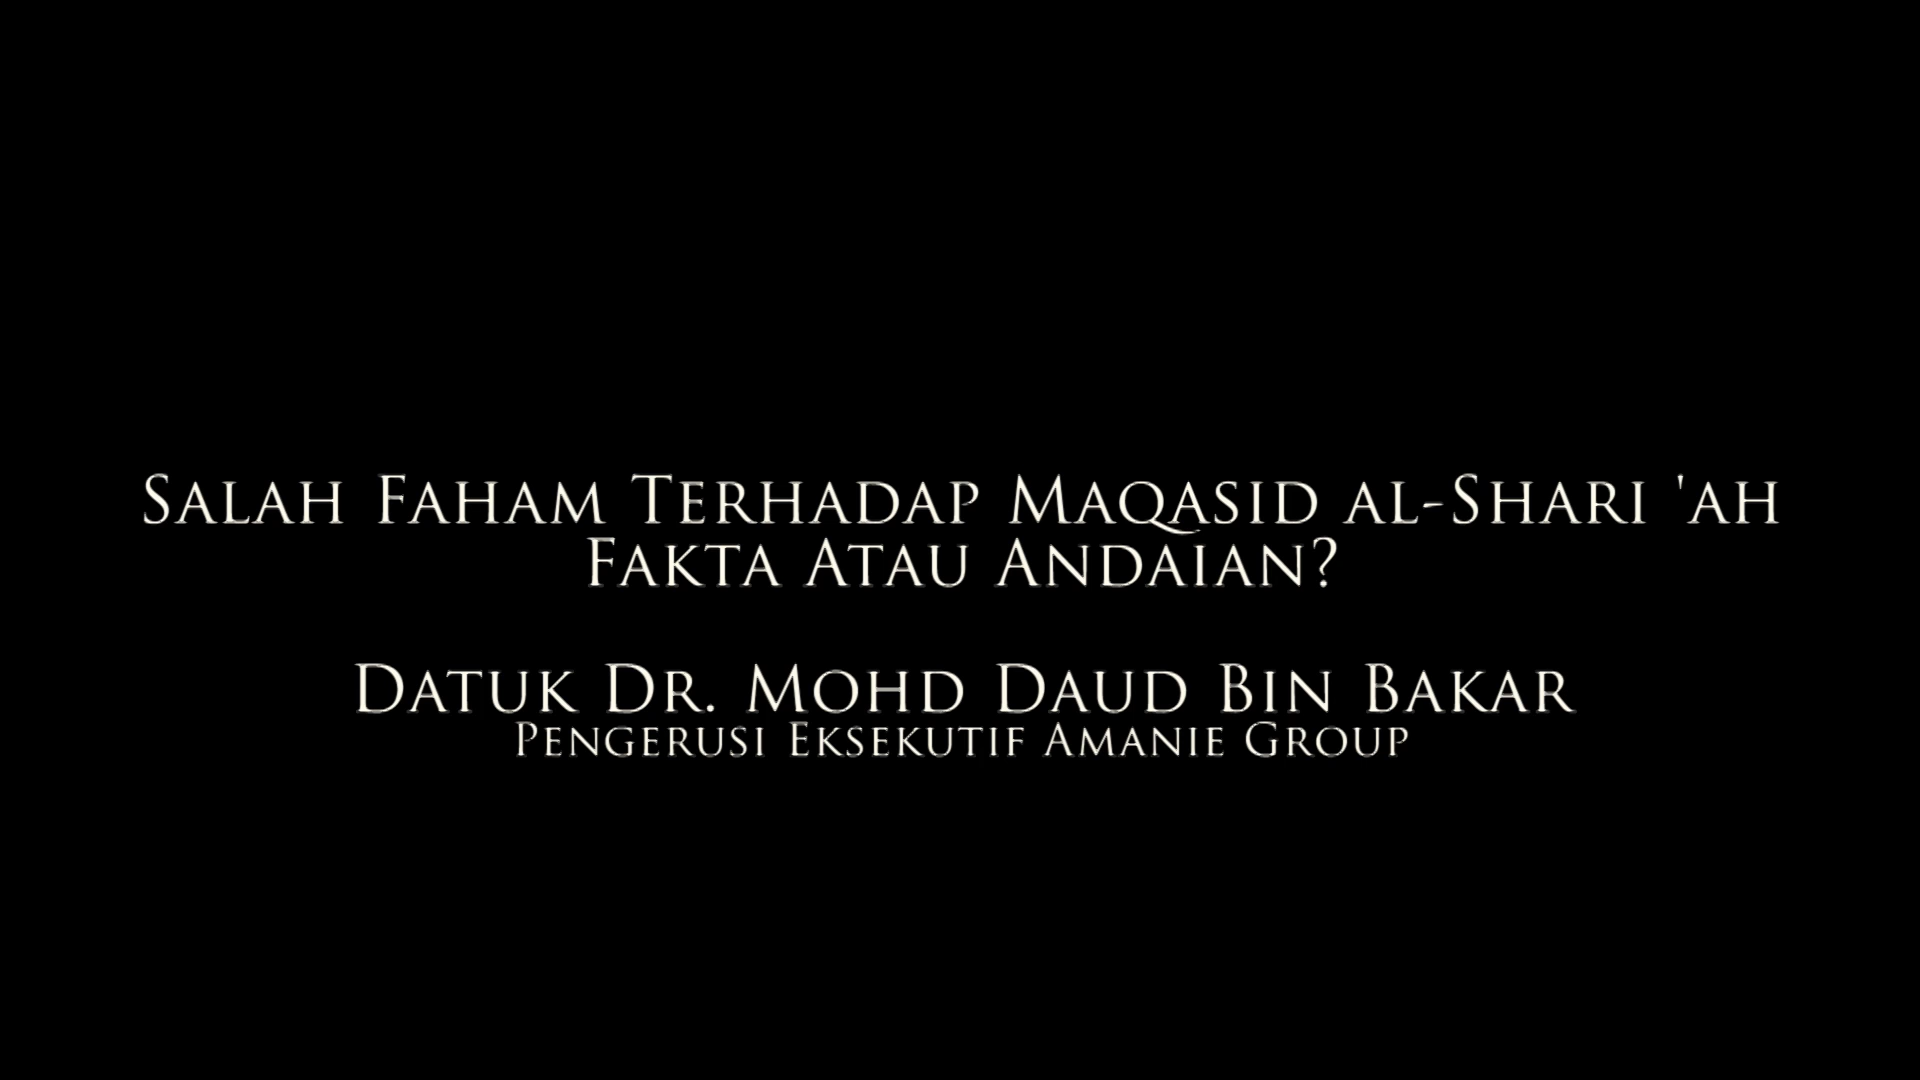 Salah Faham Terhadap Maqasid al-Shari 'ah
Fakta Atau Andaian?
Datuk Dr. Mohd Daud Bin Bakar
Pengerusi Eksekutif Amanie Group